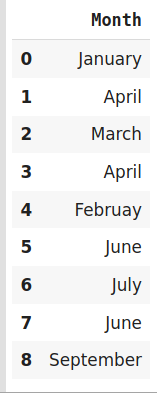 Month
0 January
1 April
2 March
3 April
4 Februay
5 June
6 July
7 June
8 September